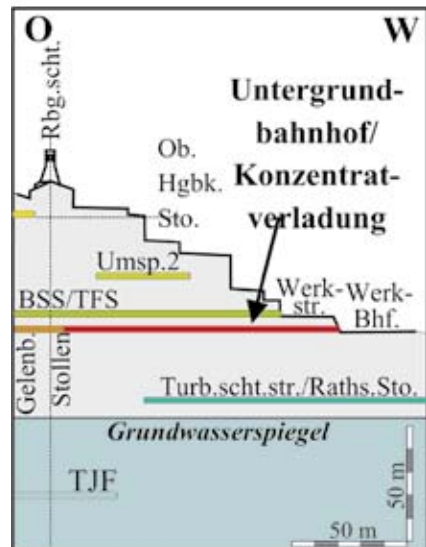 O
W
Rbg.scht.
Untergrund-
bahnhof/
Konzentrat-
verladung
Ob.
Hgbk.
Sto.
Umsp.2
BSS/TFS
Werk-
str.
Werk-
Bhf.
Gelenb.
Stollen
Turb.scht.str./Raths.Sto.
Grundwasserspiegel
TJF
50 m
50 m